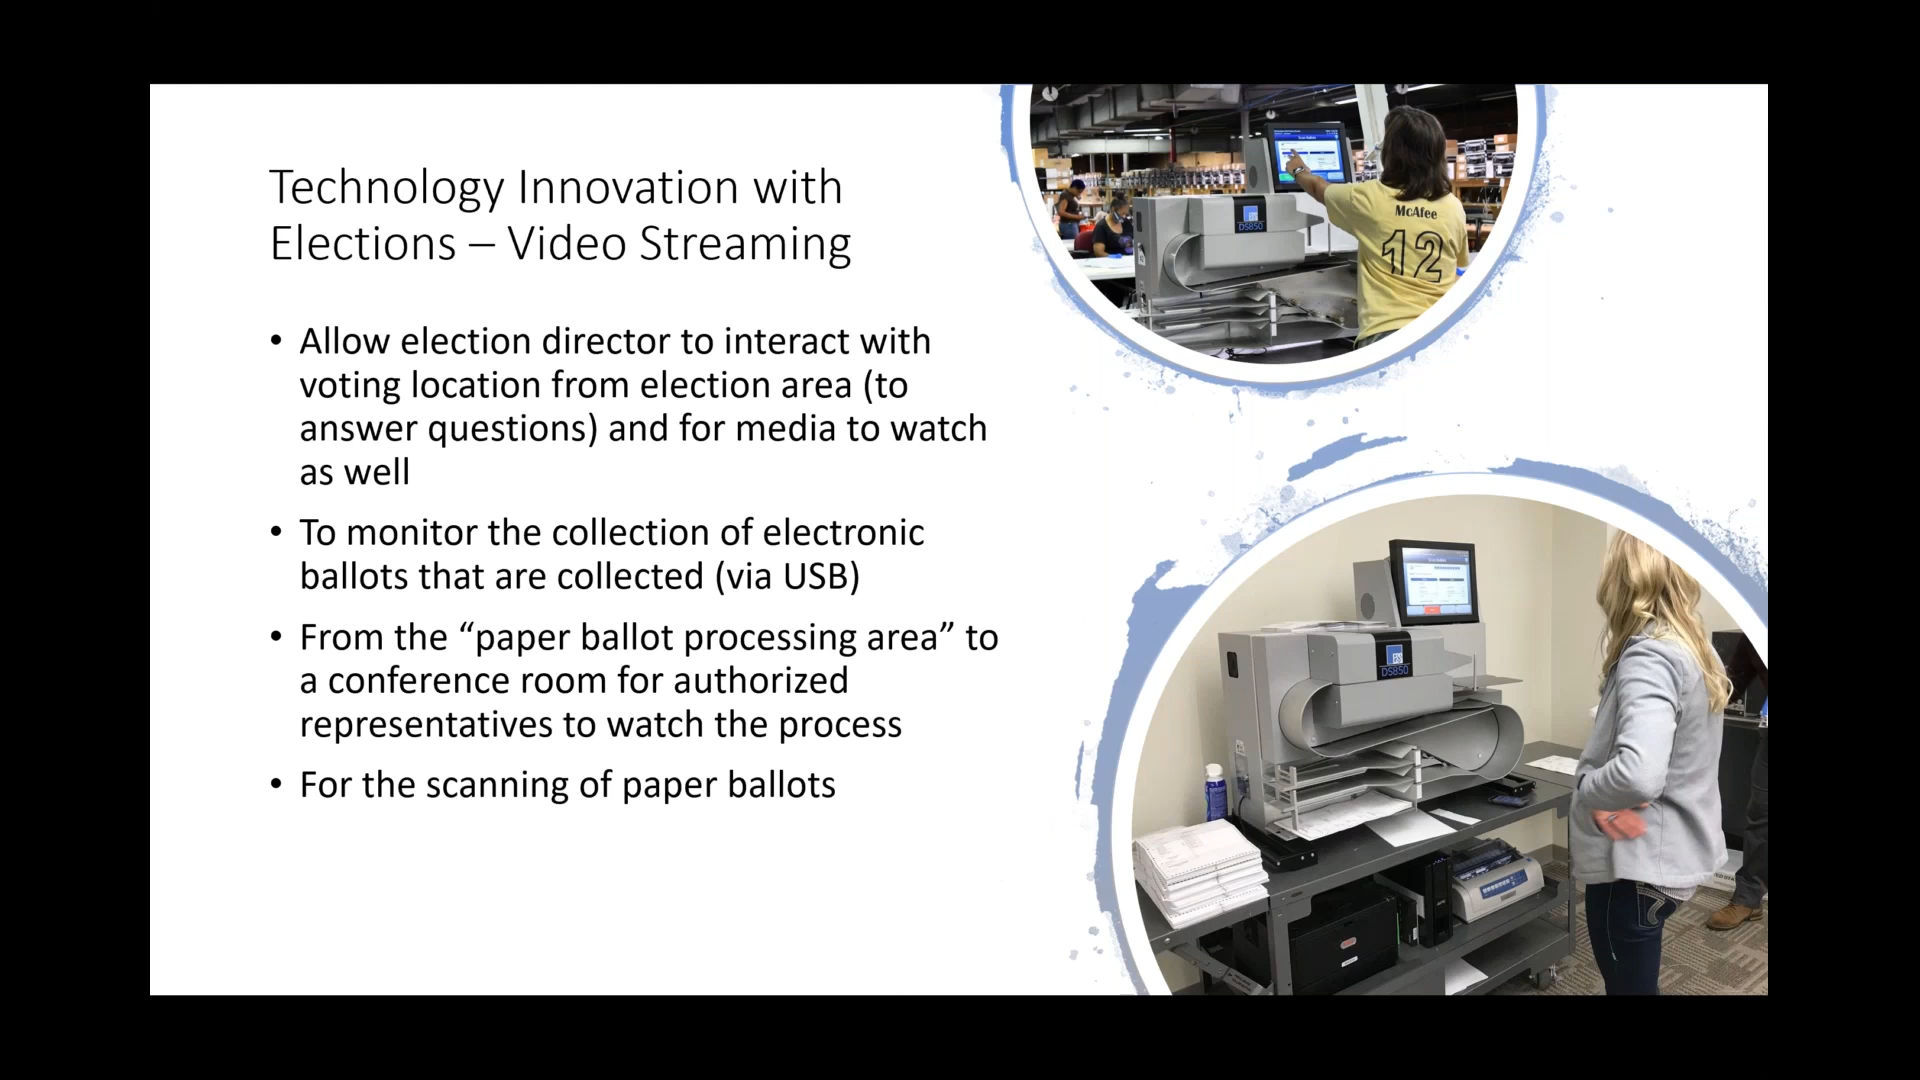 Technology Innovation with
Elections – Video Streaming
• Allow election director to interact with
voting location from election area (to
answer questions) and for media to watch
as well
• To monitor the collection of electronic
ballots that are collected (via USB)
• From the “paper ballot processing area” to
a conference room for authorized
representatives to watch the process
• For the scanning of paper ballots
McAfee
12
DS850
DS850